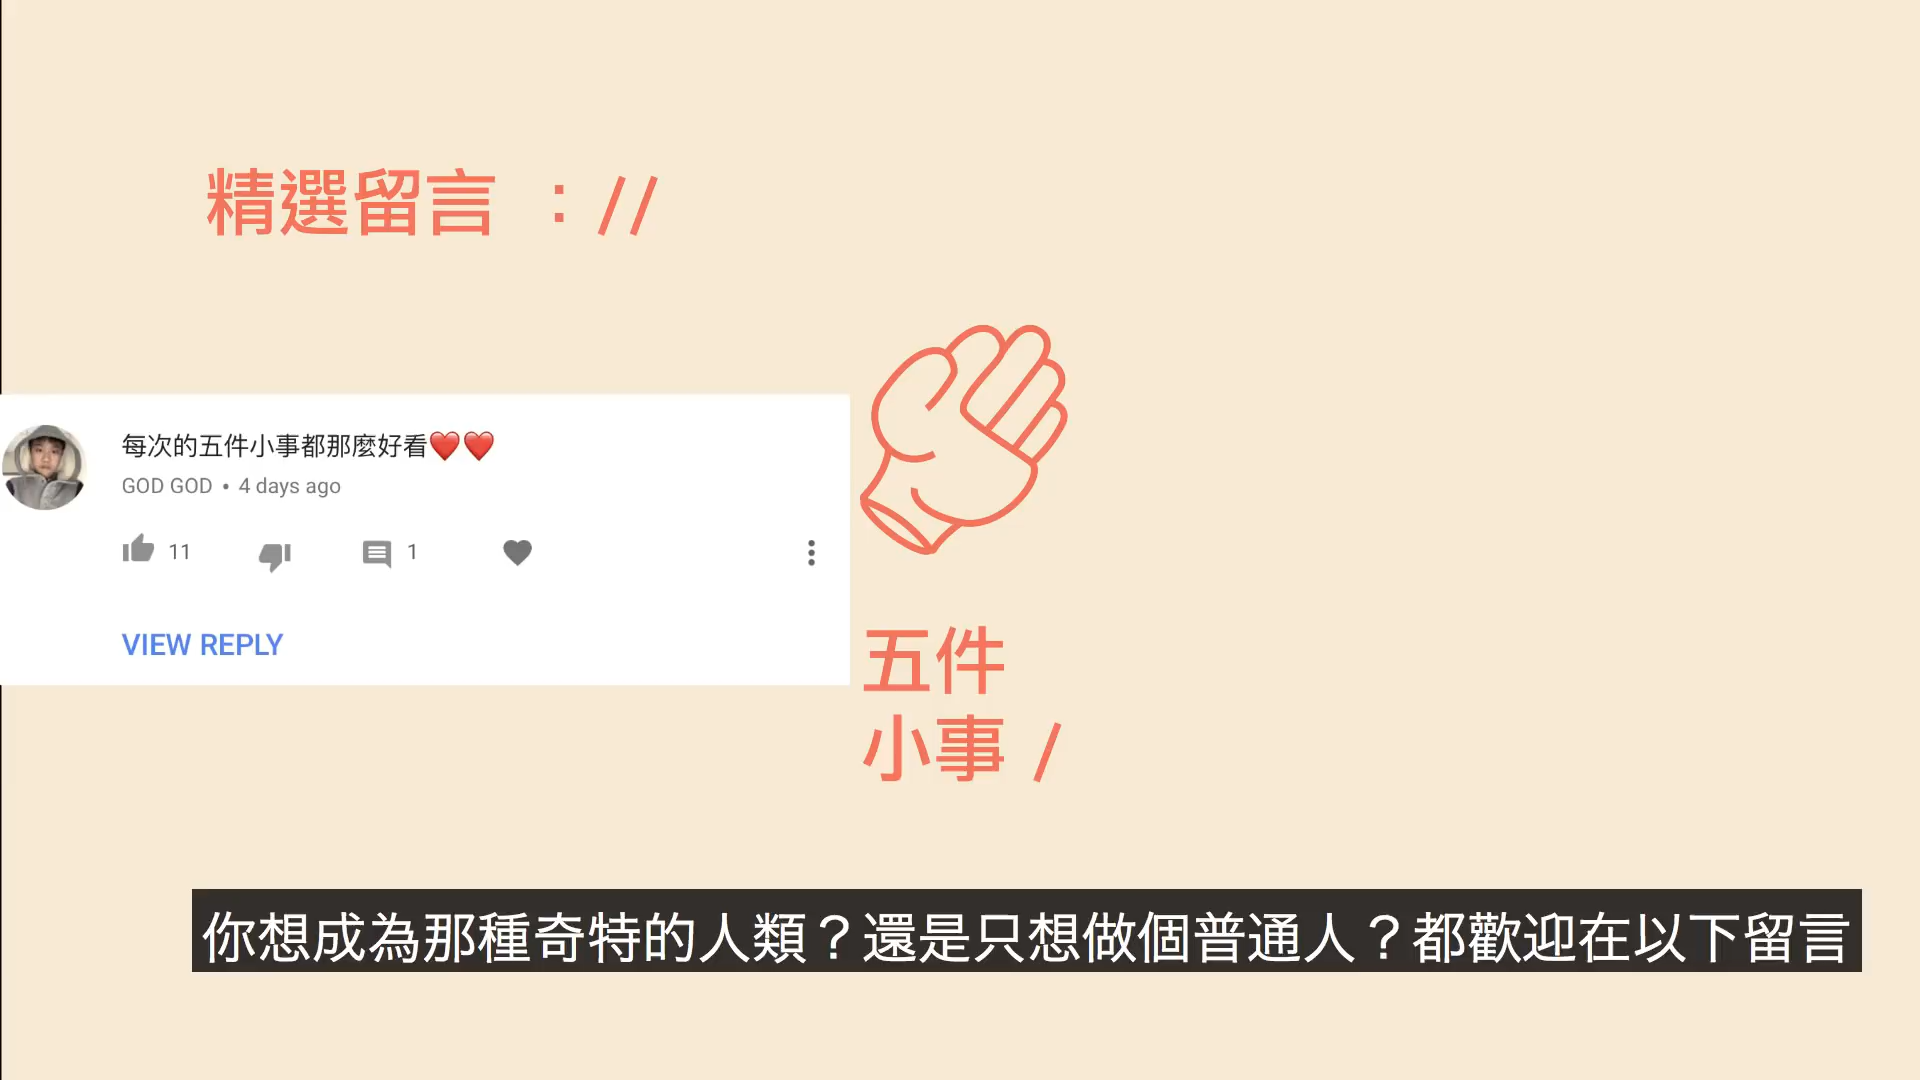 精選留言 ：//
每次的五件小事都那麼好看❤️❤️
GOD GOD • 4 days ago
11
1
VIEW REPLY
五件
小事 /
你想成為那種奇特的人類？還是只想做個普通人？都歡迎在以下留言